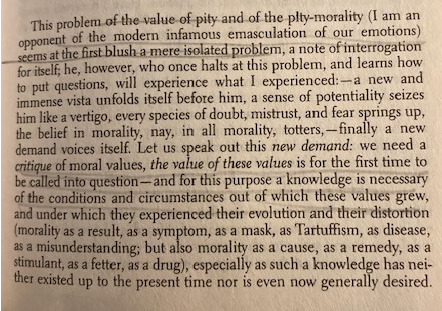 This problem of the value of pity and of the pity-morality (I am an
opponent of the modern infamous emasculation of our emotions)
seems at the first blush a mere isolated problem, a note of interrogation
for itself; he, however, who once halts at this problem, and learns how
to put questions, will experience what I experienced:—a new and
immense vista unfolds itself before him, a sense of potentiality seizes
him like a vertigo, every species of doubt, mistrust, and fear springs up,
the belief in morality, nay, in all morality, totters,—finally a new
demand voices itself. Let us speak out this new demand: we need a
critique of moral values, the value of these values is for the first time to
be called into question—and for this purpose a knowledge is necessary
of the conditions and circumstances out of which these values grew,
and under which they experienced their evolution and their distortion
(morality as a result, as a symptom, as a mask, as Tartuffism, as disease,
as a misunderstanding; but also morality as a cause, as a remedy, as a
stimulant, as a fetter, as a drug), especially as such a knowledge has nei-
ther existed up to the present time nor is even now generally desired.